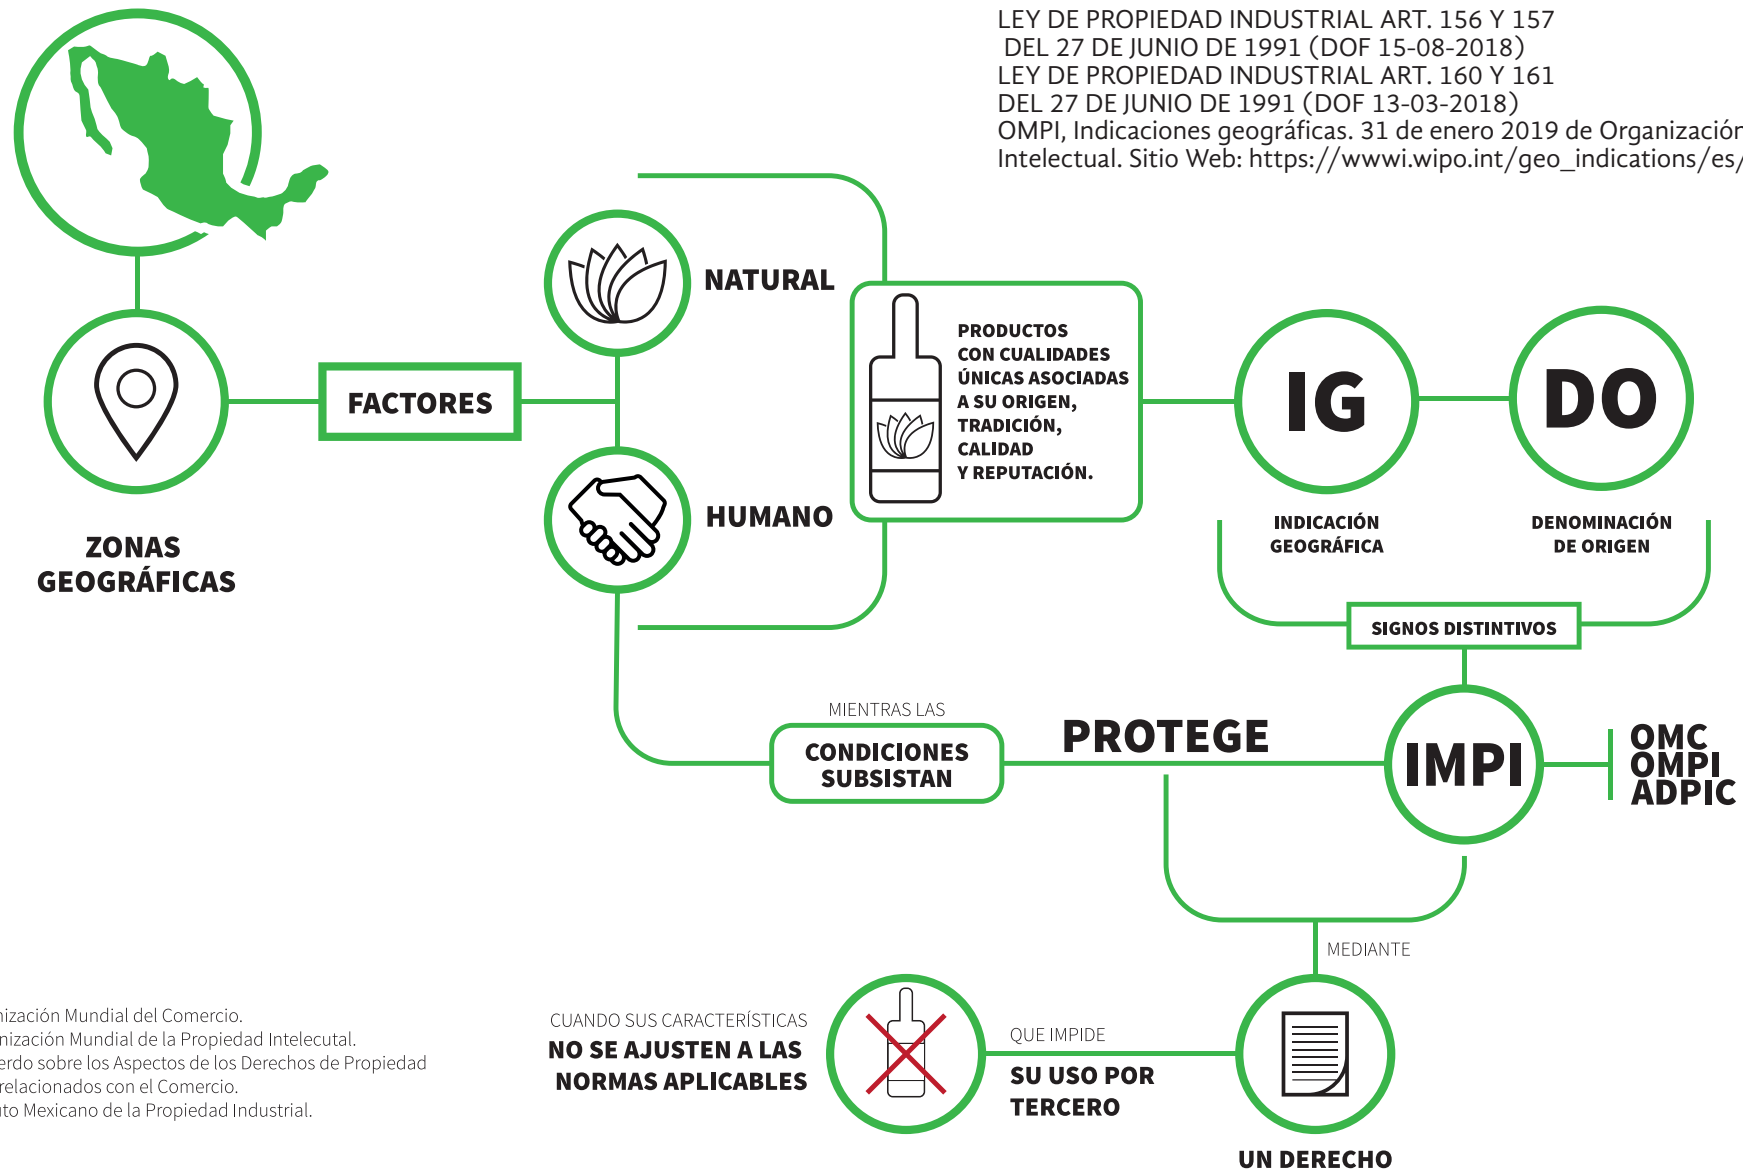 LEY DE PROPIEDAD INDUSTRIAL ART. 156 Y 157
DEL 27 DE JUNIO DE 1991 (DOF 15-08-2018)
LEY DE PROPIEDAD INDUSTRIAL ART. 160 Y 161
DEL 27 DE JUNIO DE 1991 (DOF 13-03-2018)
OMPI, Indicaciones geográficas. 31 de enero 2019 de Organización
Intelectual. Sitio Web: https://wwwi.wipo.int/geo_indications/es/
ZONAS
GEOGRÁFICAS
FACTORES
NATURAL
HUMANO
PRODUCTOS
CON CUALIDADES
ÚNICAS ASOCIADAS
A SU ORIGEN,
TRADICIÓN,
CALIDAD
Y REPUTACIÓN.
IG
INDICACIÓN
GEOGRÁFICA
DO
DENOMINACIÓN
DE ORIGEN
SIGNOS DISTINTIVOS
MIENTRAS LAS
CONDICIONES
SUBSISTAN
PROTEGE
IMPI
OMC
OMPI
ADPIC
MEDIANTE
UN DERECHO
QUE IMPIDE
SU USO POR
TERCERO
CUANDO SUS CARACTERÍSTICAS
NO SE AJUSTEN A LAS
NORMAS APLICABLES
nización Mundial del Comercio.
nización Mundial de la Propiedad Intelecutal.
erdo sobre los Aspectos de los Derechos de Propiedad
relacionados con el Comercio.
uto Mexicano de la Propiedad Industrial.